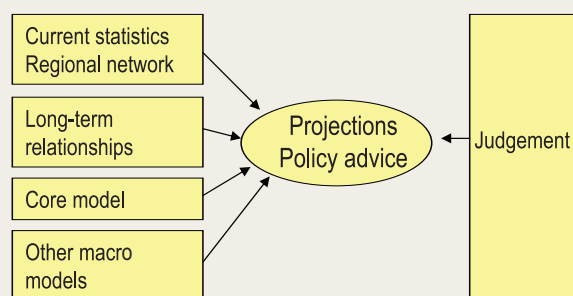 Current statistics
Regional network
Long-term
relationships
Core model
Other macro
models
Projections
Policy advice
Judgement